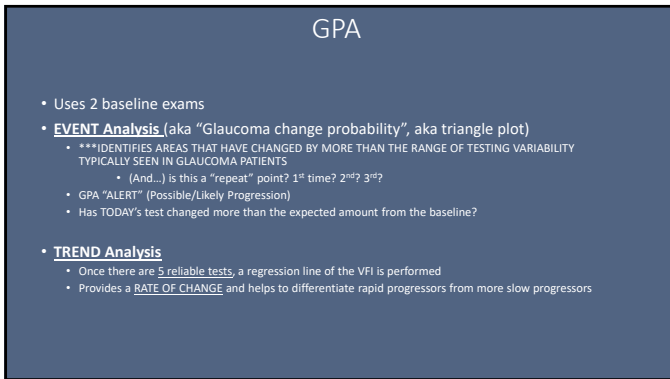 GPA
• Uses 2 baseline exams
• EVENT Analysis (aka “Glaucoma change probability”, aka triangle plot)
• ***IDENTIFIES AREAS THAT HAVE CHANGED BY MORE THAN THE RANGE OF TESTING VARIABILITY
TYPICALLY SEEN IN GLAUCOMA PATIENTS
• (And…) is this a “repeat” point? 1st time? 2nd? 3rd?
• GPA “ALERT” (Possible/Likely Progression)
• Has TODAY’s test changed more than the expected amount from the baseline?
• TREND Analysis
• Once there are 5 reliable tests, a regression line of the VFI is performed
• Provides a RATE OF CHANGE and helps to differentiate rapid progressors from more slow progressors